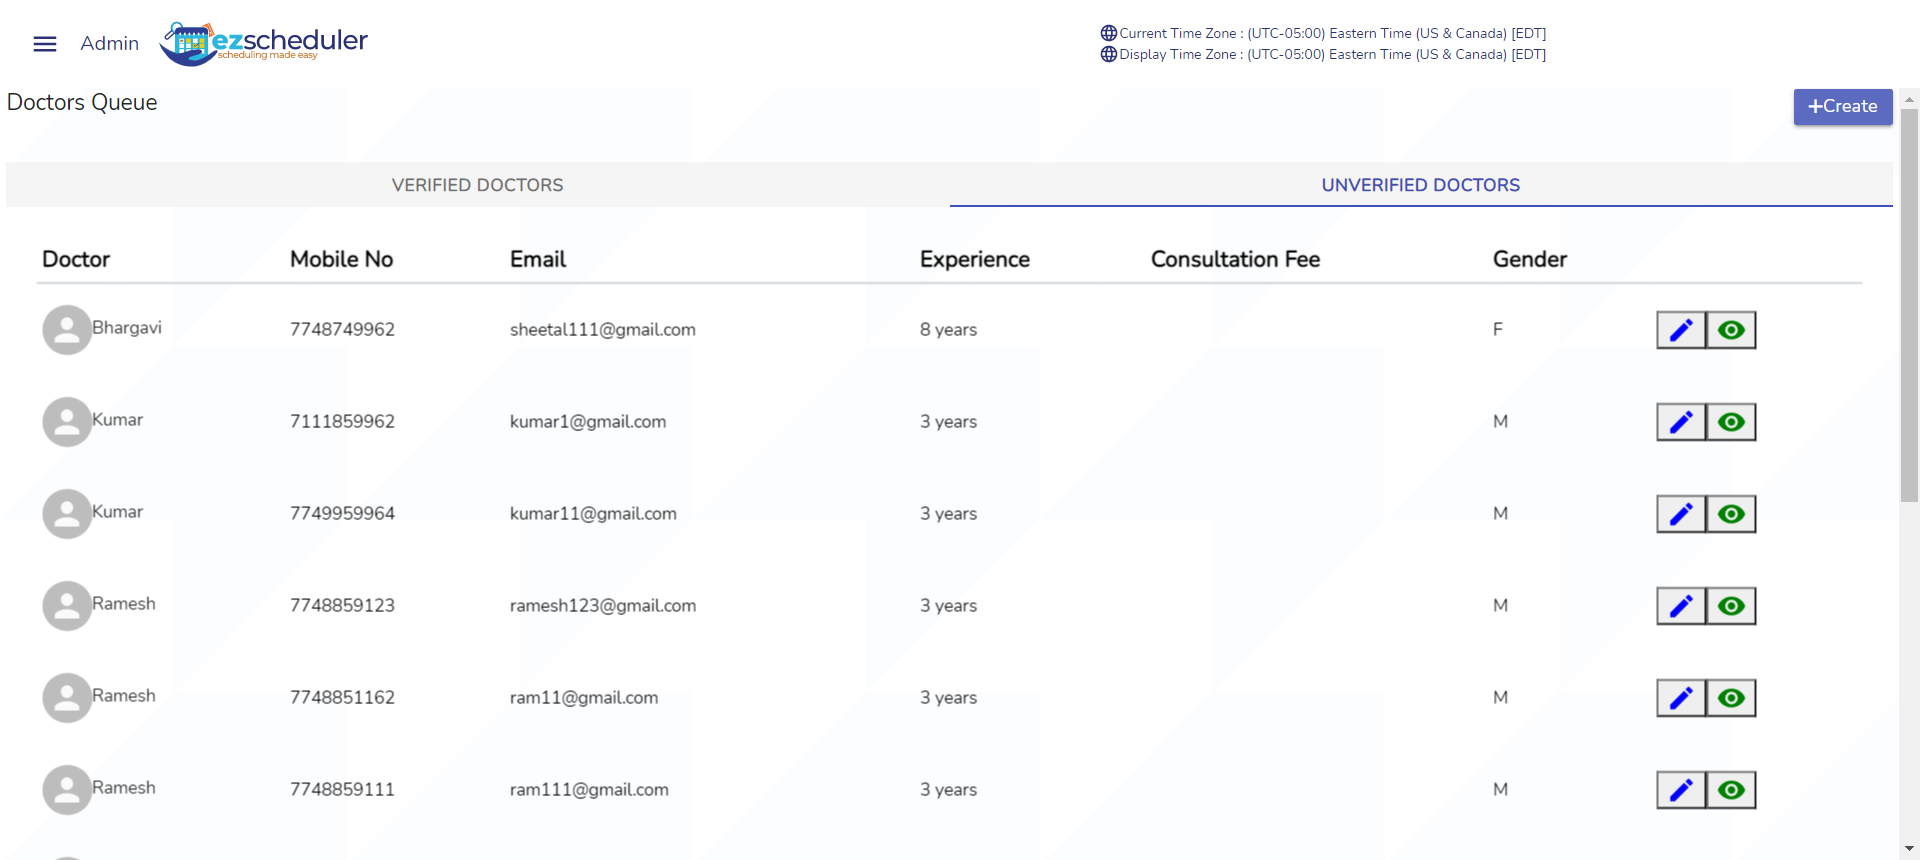 Admin
ezscheduler
scheduling made easy
Current Time Zone : (UTC-05:00) Eastern Time (US & Canada) [EDT]
Display Time Zone : (UTC-05:00) Eastern Time (US & Canada) [EDT]
Doctors Queue
+Create
VERIFIED DOCTORS UNVERIFIED DOCTORS
Doctor Mobile No Email Experience Consultation Fee Gender
Bhargavi 7748749962 sheetal111@gmail.com 8 years F
Kumar 7111859962 kumar1@gmail.com 3 years M
Kumar 7749959964 kumar11@gmail.com 3 years M
Ramesh 7748859123 ramesh123@gmail.com 3 years M
Ramesh 7748851162 ram11@gmail.com 3 years M
Ramesh 7748859111 ram111@gmail.com 3 years M